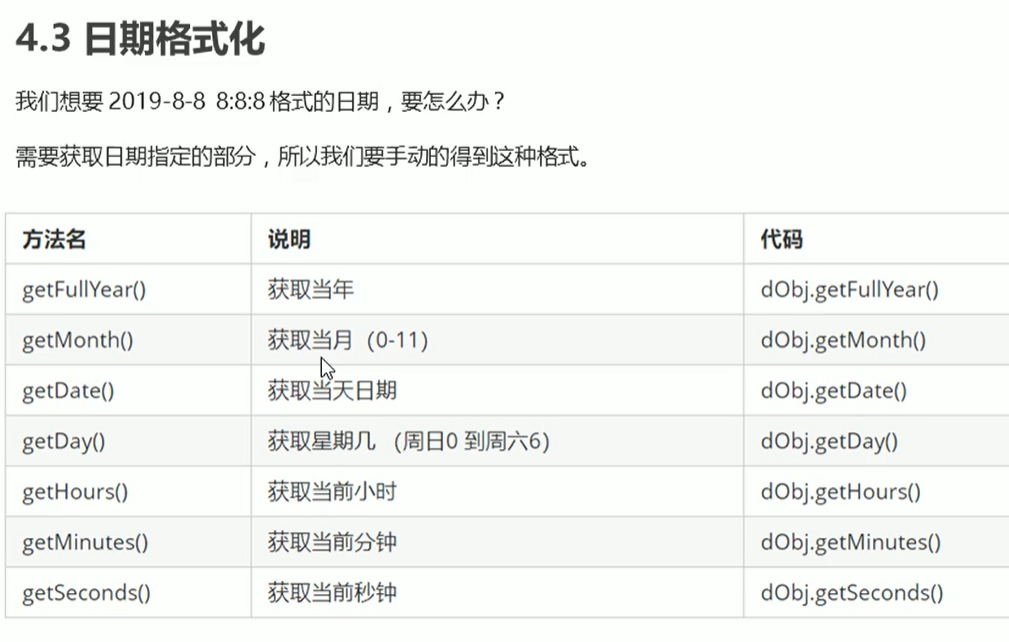 4.3 日期格式化
我们想要 2019-8-8 8:8:8 格式的日期，要怎么办？
需要获取日期指定的部分，所以我们要手动的得到这种格式。
方法名 说明 代码
getFullYear() 获取当年 dObj.getFullYear()
getMonth() 获取当月（0-11） dObj.getMonth()
getDate() 获取当天日期 dObj.getDate()
getDay() 获取星期几 （周日0 到周六6） dObj.getDay()
getHours() 获取当前小时 dObj.getHours()
getMinutes() 获取当前分钟 dObj.getMinutes()
getSeconds() 获取当前秒钟 dObj.getSeconds()